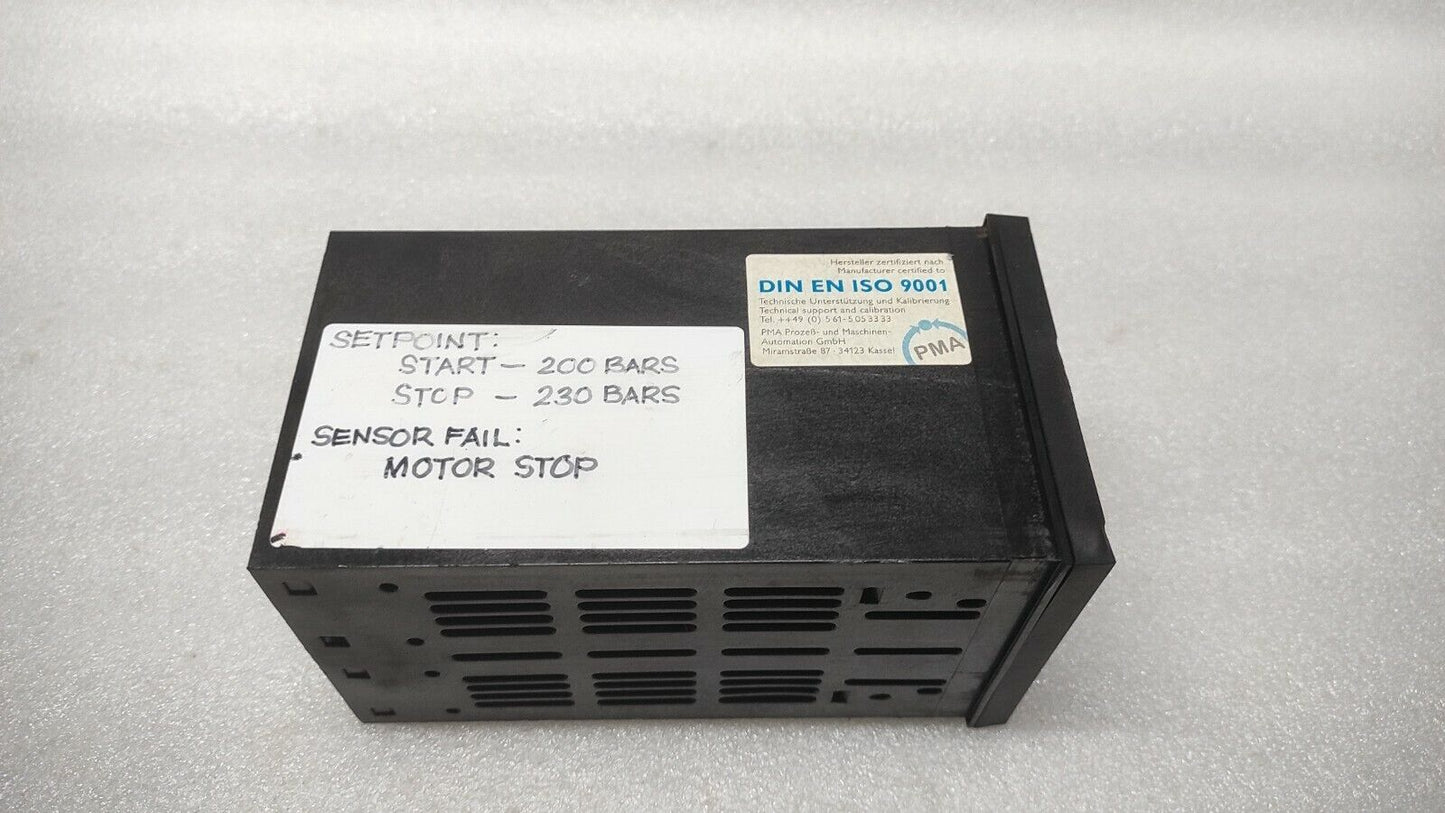 SETPOINT:
START - 200 BARS
STOP - 230 BARS
SENSOR FAIL:
MOTOR STOP
Hersteller zertifiziert nach
Manufacturer certified to
DIN EN ISO 9001
Technische Unterstützung und Kalibrierung
Technical support and calibration
Tel. ++49 (0) 5 61- 5 05 33 33
PMA Prozeß- und Maschinen-
Automation GmbH
Miramstraße 87 · 34123 Kassel
PMA